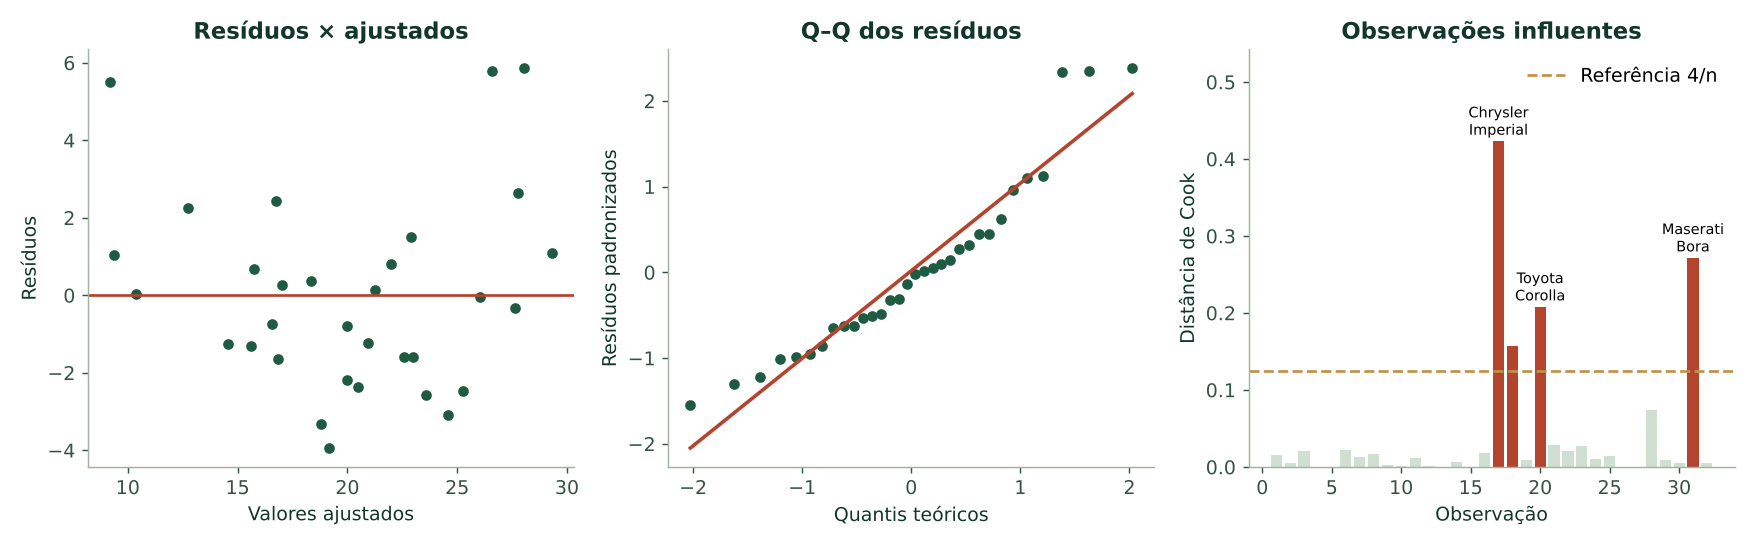 Resíduos × ajustados
Resíduos
6
4
2
0
−2
−4
10
15
20
25
30
Valores ajustados
Q–Q dos resíduos
Resíduos padronizados
2
1
0
−1
−2
−2
−1
0
1
2
Quantis teóricos
Observações influentes
Distância de Cook
Referência 4/n
Chrysler
Imperial
Toyota
Corolla
Maserati
Bora
0.5
0.4
0.3
0.2
0.1
0.0
0
5
10
15
20
25
30
Observação